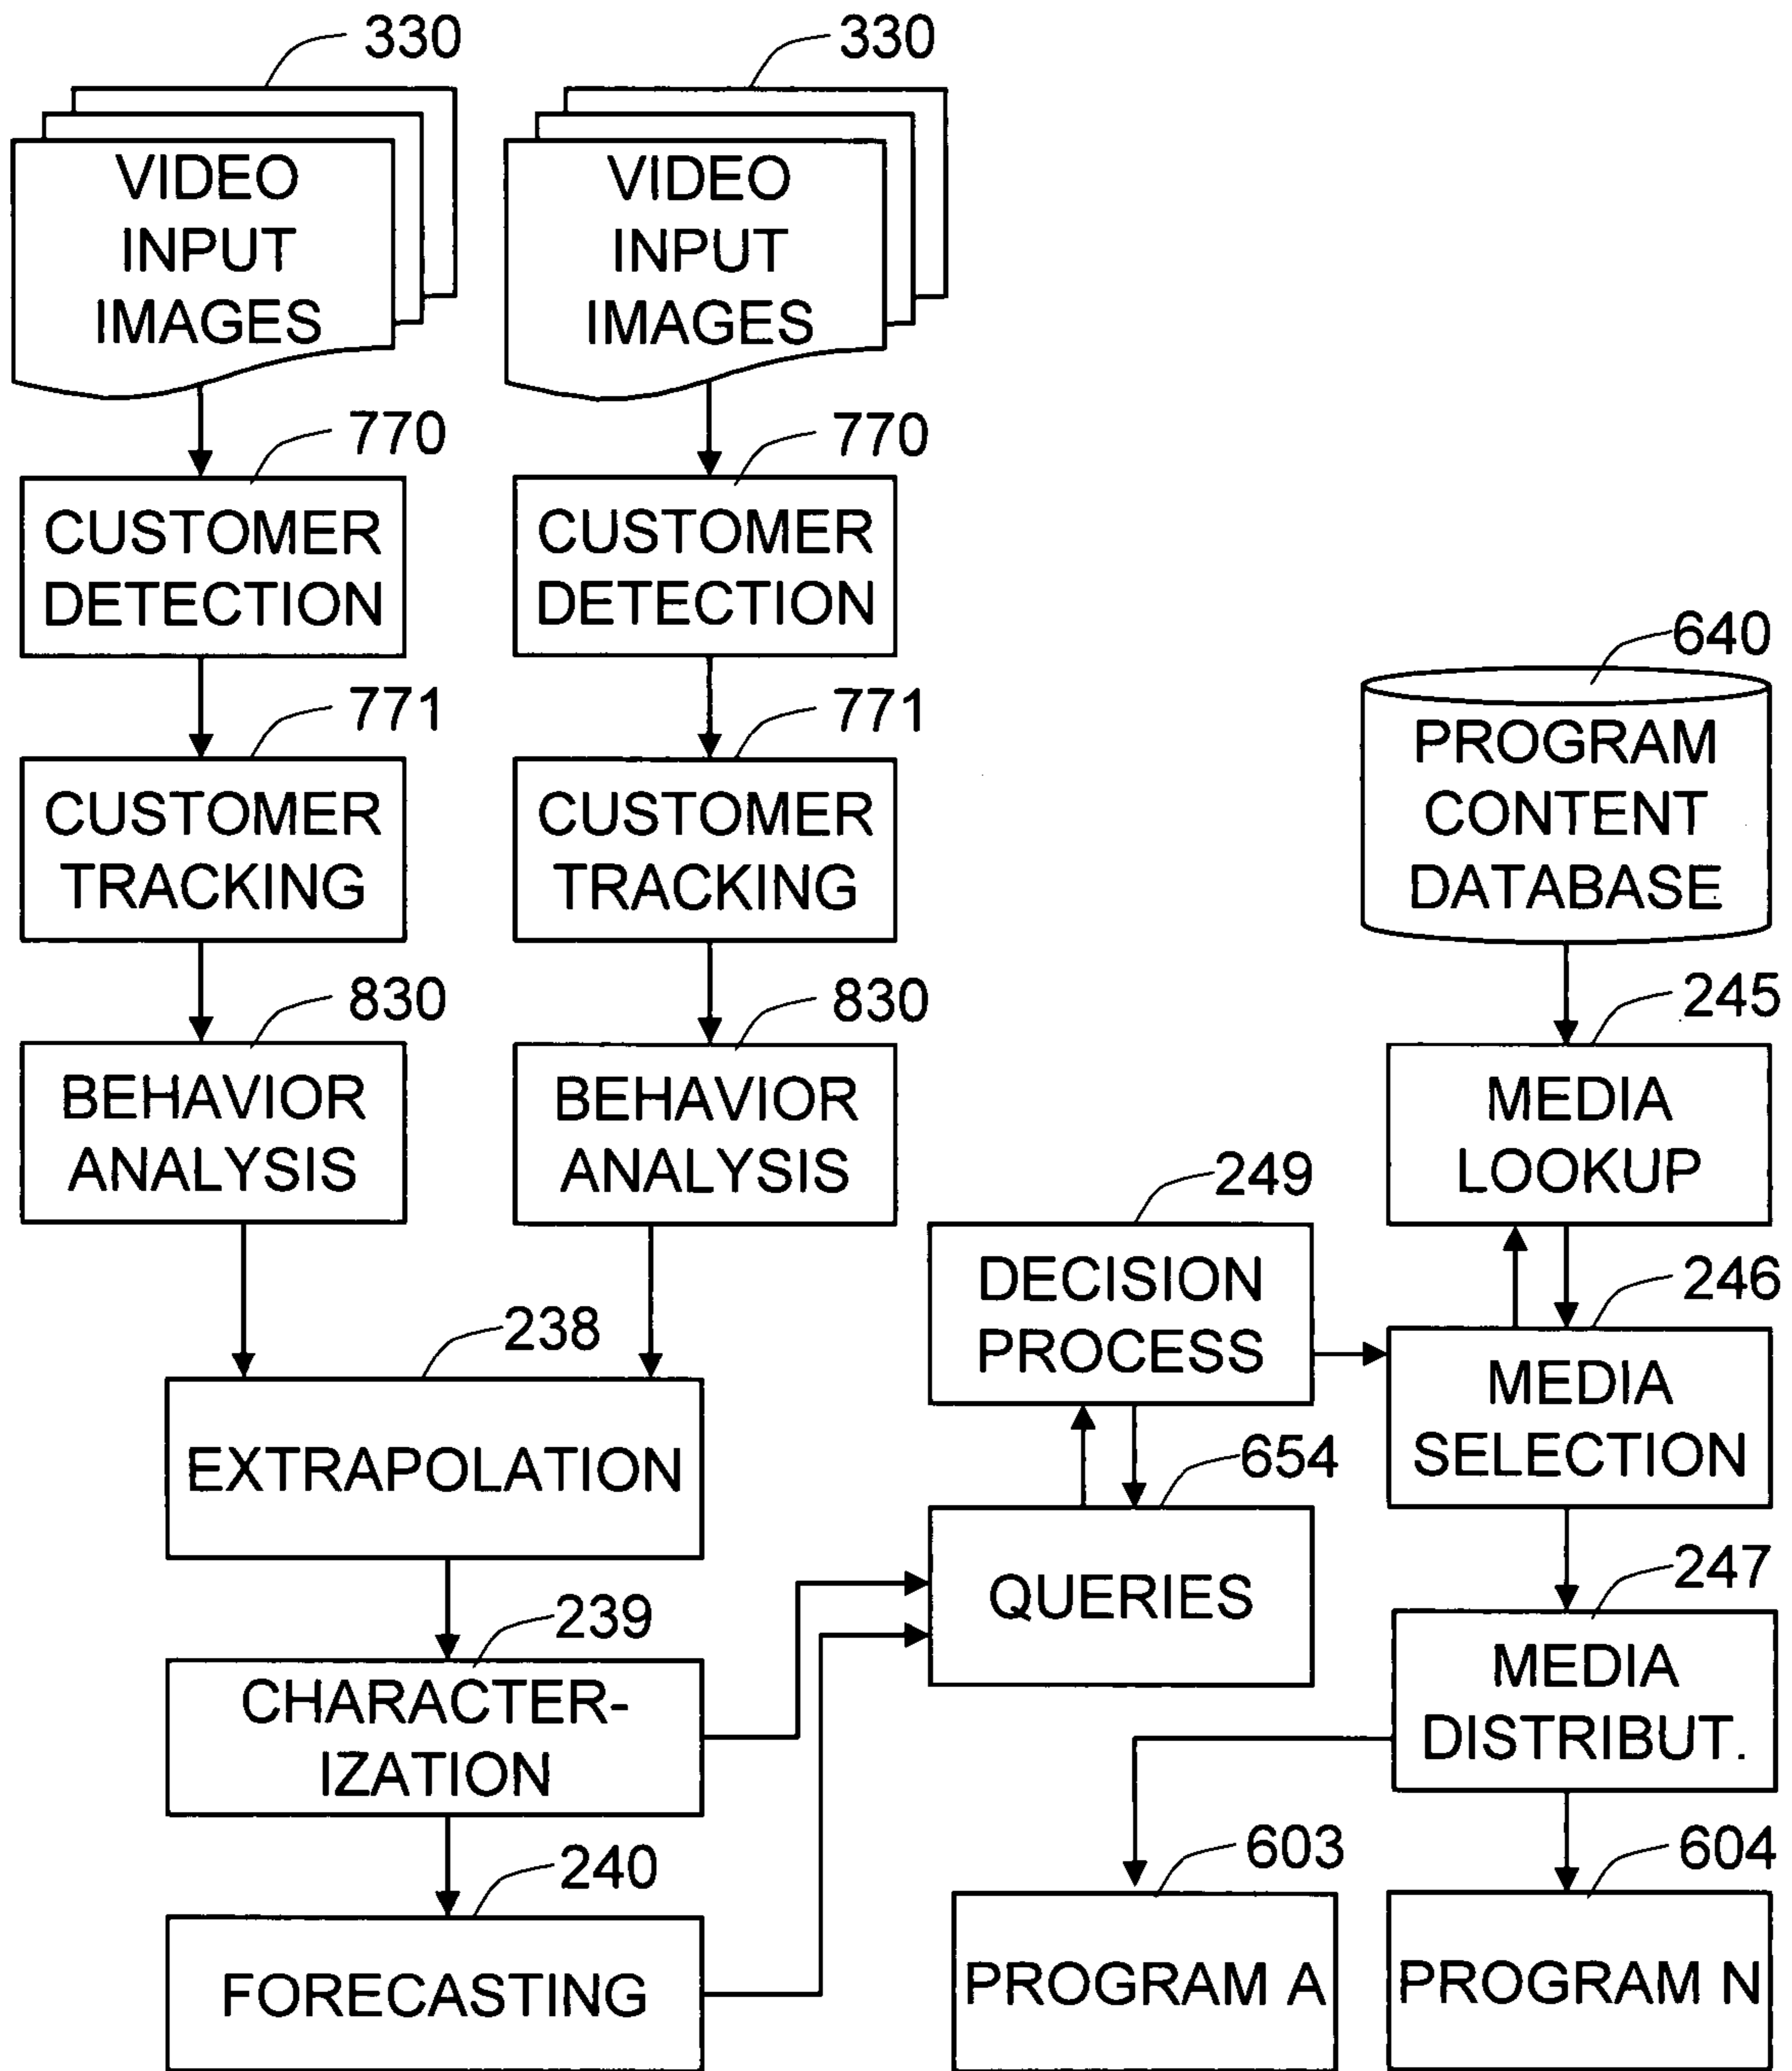 330
330
VIDEO
INPUT
IMAGES
VIDEO
INPUT
IMAGES
770
770
CUSTOMER
DETECTION
CUSTOMER
DETECTION
771
771
CUSTOMER
TRACKING
CUSTOMER
TRACKING
830
830
BEHAVIOR
ANALYSIS
BEHAVIOR
ANALYSIS
238
EXTRAPOLATION
239
CHARACTER-
IZATION
240
FORECASTING
249
DECISION
PROCESS
654
QUERIES
640
PROGRAM
CONTENT
DATABASE
245
MEDIA
LOOKUP
246
MEDIA
SELECTION
247
MEDIA
DISTRIBUT.
603
PROGRAM A
604
PROGRAM N